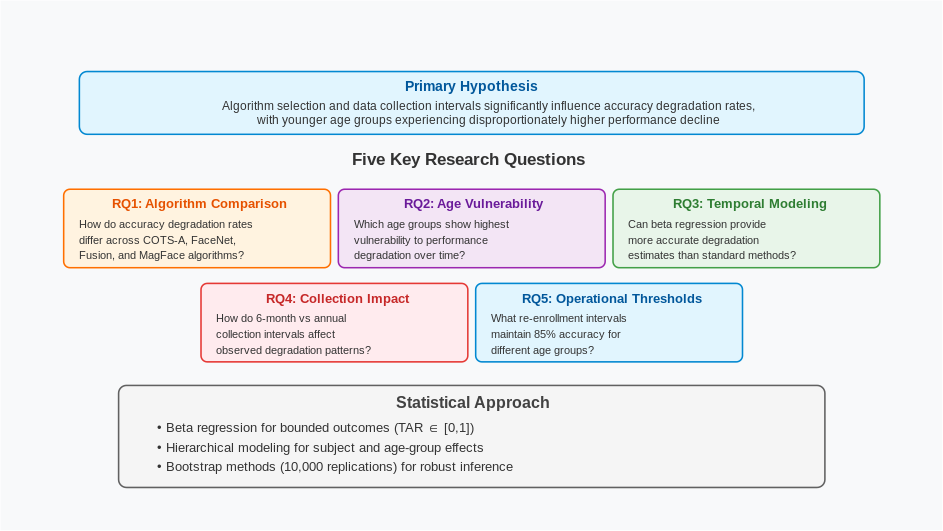 Primary Hypothesis
Algorithm selection and data collection intervals significantly influence accuracy degradation rates,
with younger age groups experiencing disproportionately higher performance decline
Five Key Research Questions
RQ1: Algorithm Comparison
How do accuracy degradation rates
differ across COTS-A, FaceNet,
Fusion, and MagFace algorithms?
RQ2: Age Vulnerability
Which age groups show highest
vulnerability to performance
degradation over time?
RQ3: Temporal Modeling
Can beta regression provide
more accurate degradation
estimates than standard methods?
RQ4: Collection Impact
How do 6-month vs annual
collection intervals affect
observed degradation patterns?
RQ5: Operational Thresholds
What re-enrollment intervals
maintain 85% accuracy for
different age groups?
Statistical Approach
• Beta regression for bounded outcomes (TAR ∈ [0,1])
• Hierarchical modeling for subject and age-group effects
• Bootstrap methods (10,000 replications) for robust inference